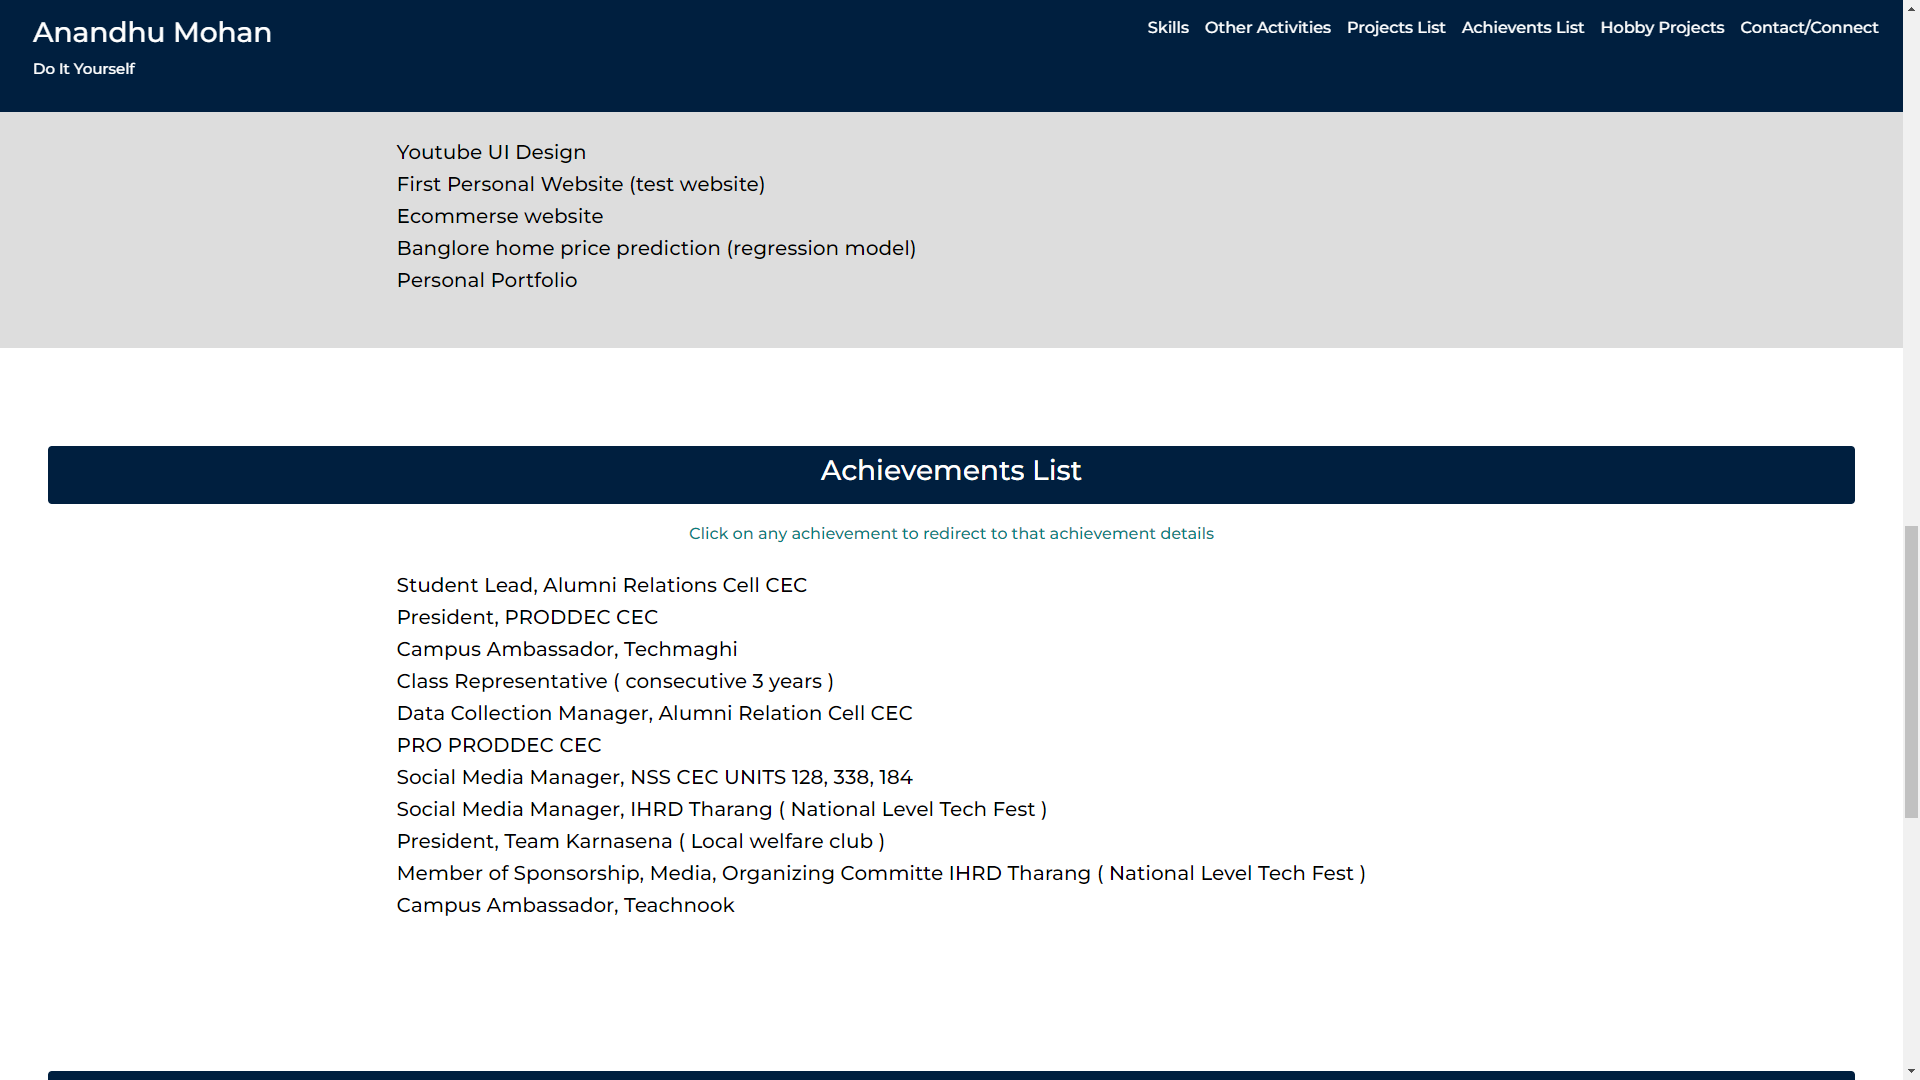 Anandhu Mohan
Do It Yourself
Skills Other Activities Projects List Achievents List Hobby Projects Contact/Connect
Youtube UI Design
First Personal Website (test website)
Ecommerse website
Banglore home price prediction (regression model)
Personal Portfolio
Achievements List
Click on any achievement to redirect to that achievement details
Student Lead, Alumni Relations Cell CEC
President, PRODDEC CEC
Campus Ambassador, Techmaghi
Class Representative ( consecutive 3 years )
Data Collection Manager, Alumni Relation Cell CEC
PRO PRODDEC CEC
Social Media Manager, NSS CEC UNITS 128, 338, 184
Social Media Manager, IHRD Tharang ( National Level Tech Fest )
President, Team Karnasena ( Local welfare club )
Member of Sponsorship, Media, Organizing Committe IHRD Tharang ( National Level Tech Fest )
Campus Ambassador, Teachnook